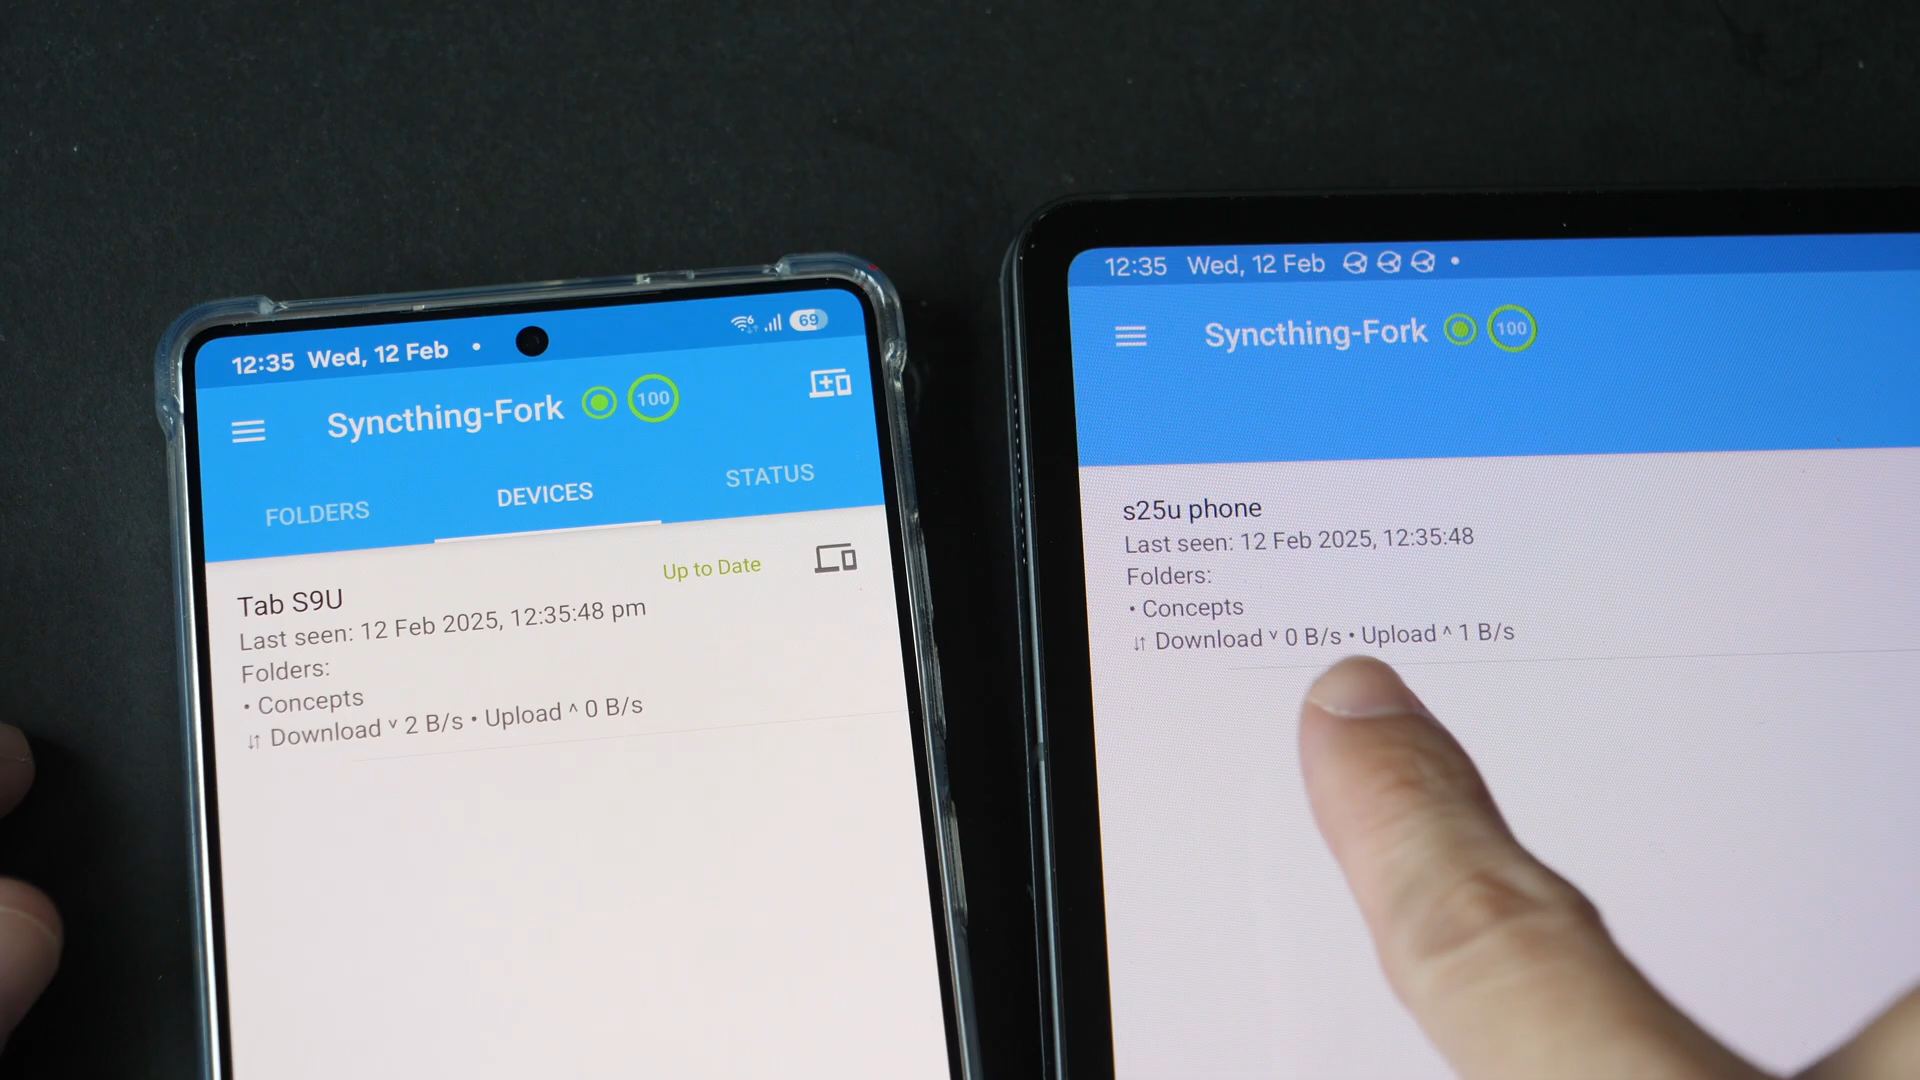 12:35 Wed, 12 Feb •
69
Syncthing-Fork 100
FOLDERS DEVICES STATUS
Tab S9U Up to Date
Last seen: 12 Feb 2025, 12:35:48 pm
Folders:
• Concepts
Download ˅ 2 B/s • Upload ^ 0 B/s
12:35 Wed, 12 Feb •
Syncthing-Fork 100
s25u phone
Last seen: 12 Feb 2025, 12:35:48
Folders:
• Concepts
Download ˅ 0 B/s • Upload ^ 1 B/s